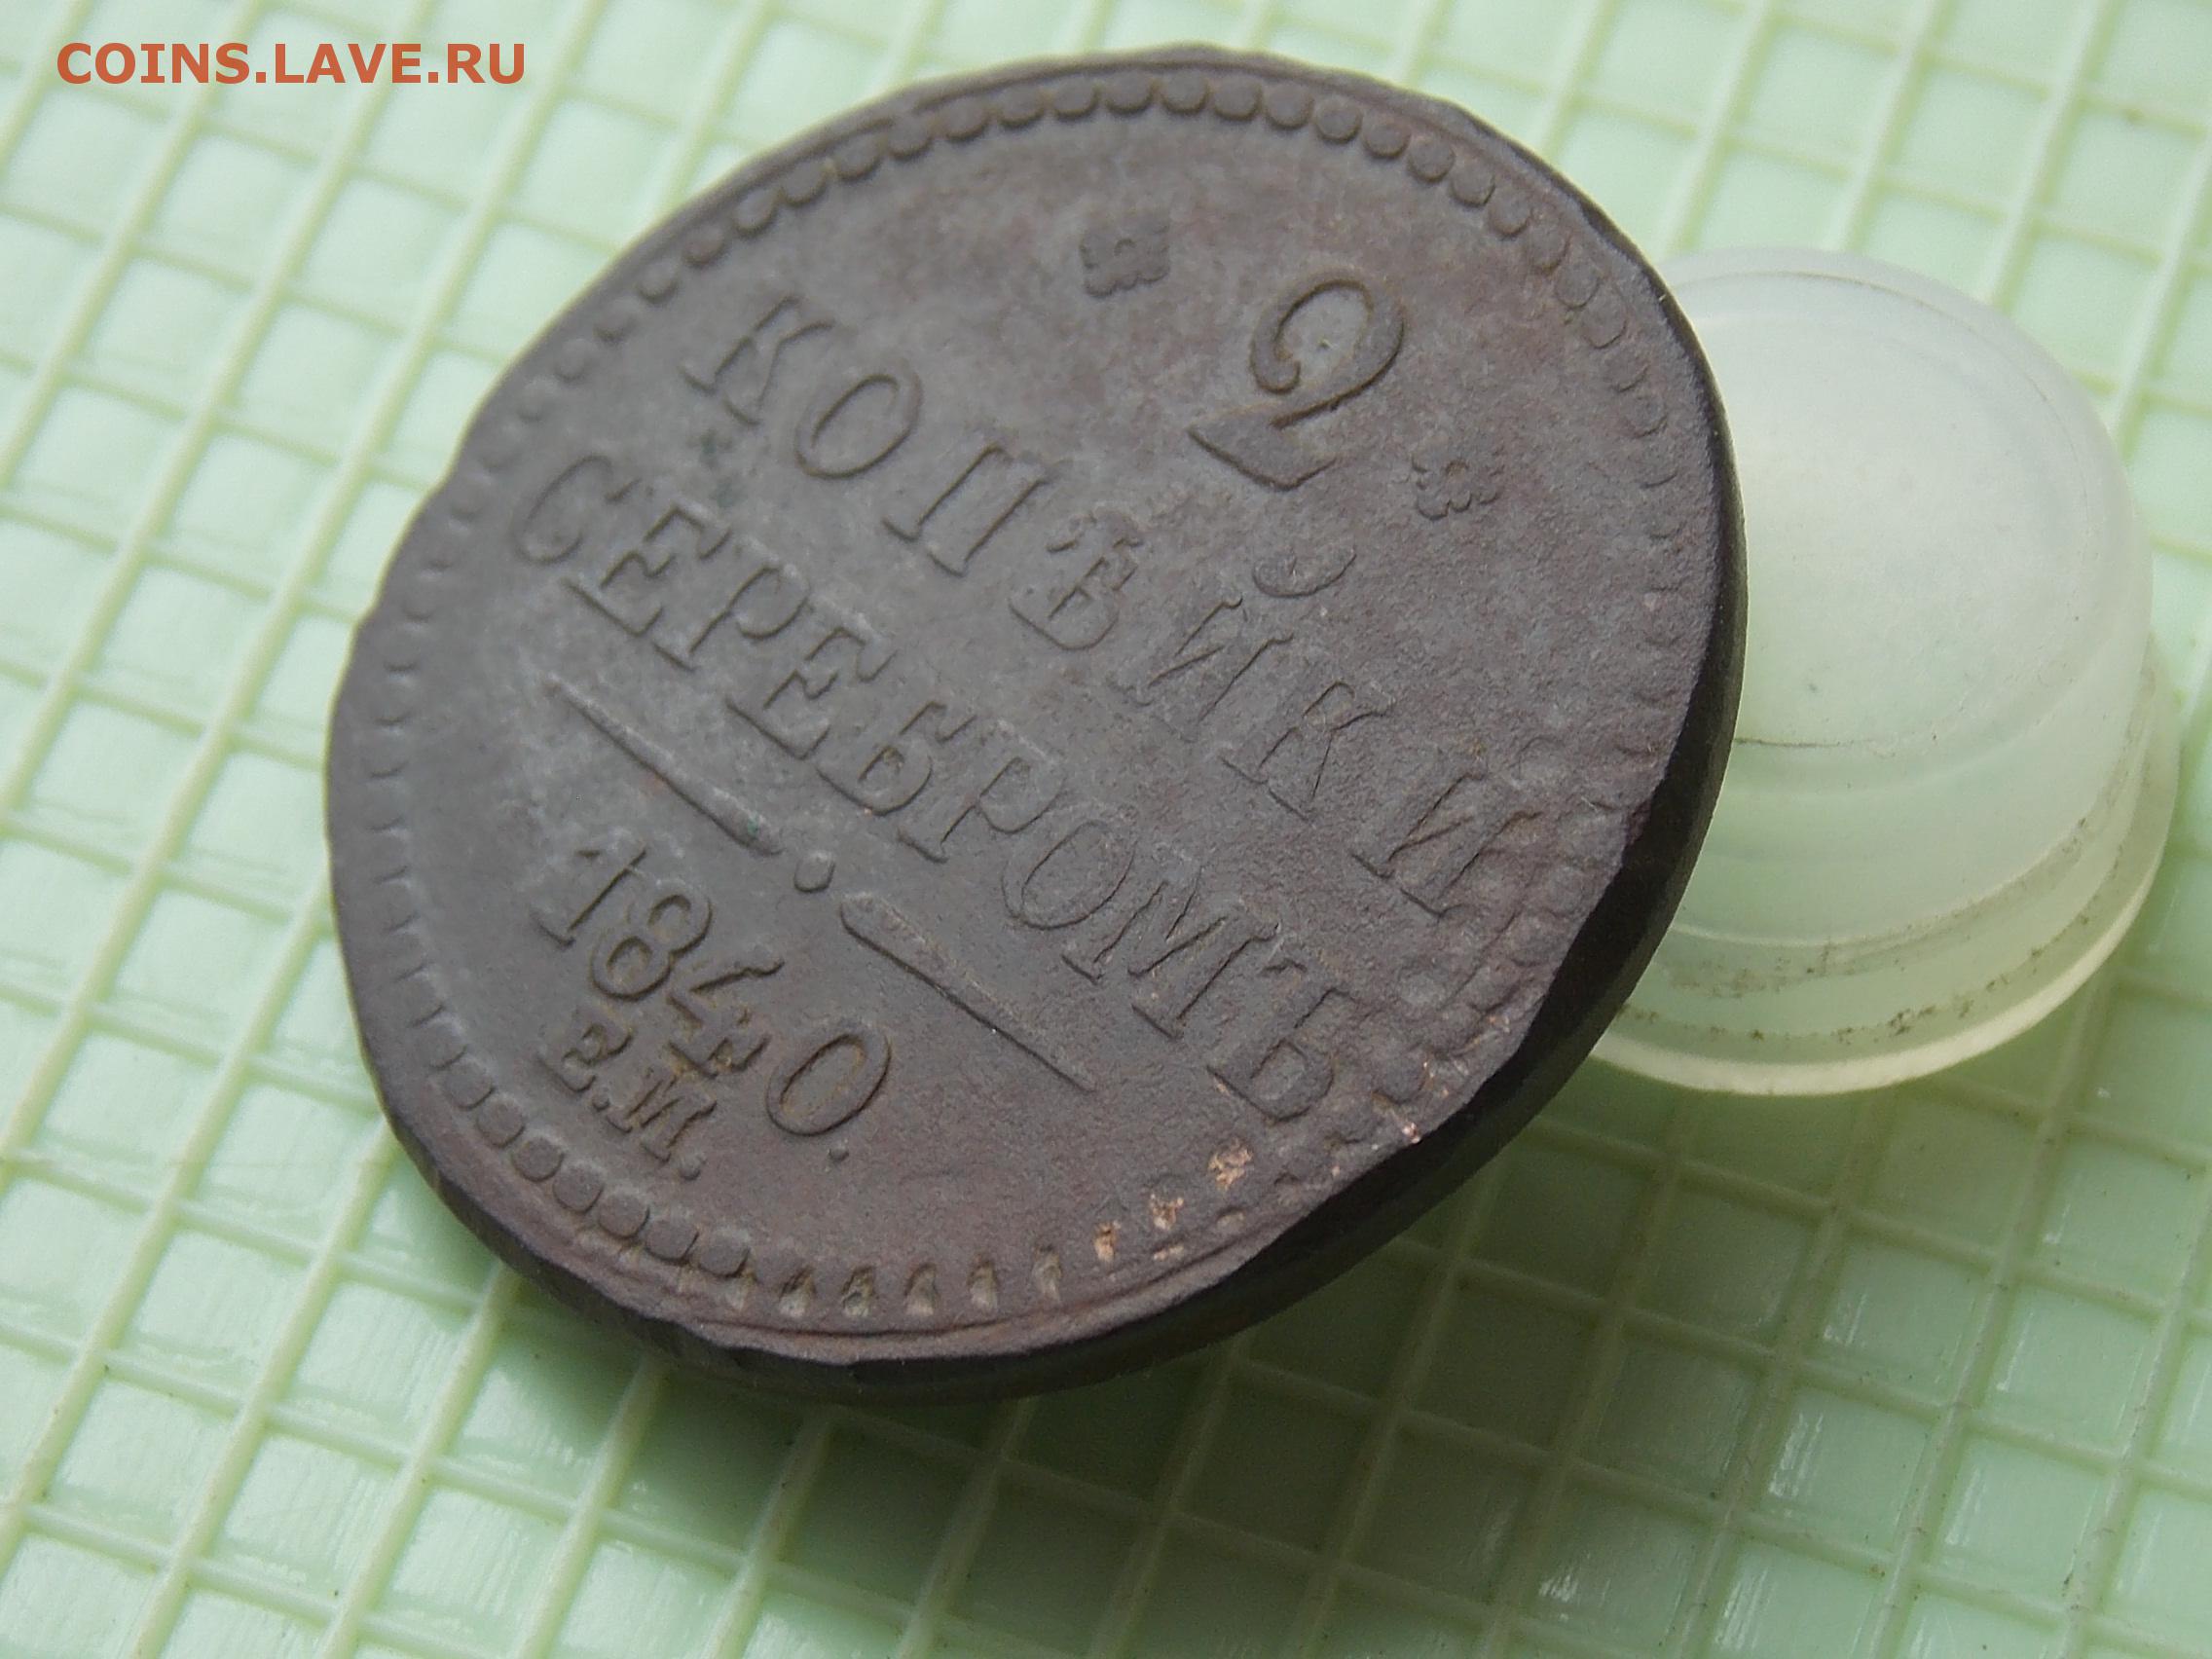 COINS.LAVE.RU
* 2 *
КОПѢЙКИ
СЕРЕБРОМЪ.
1840.
Е.М.